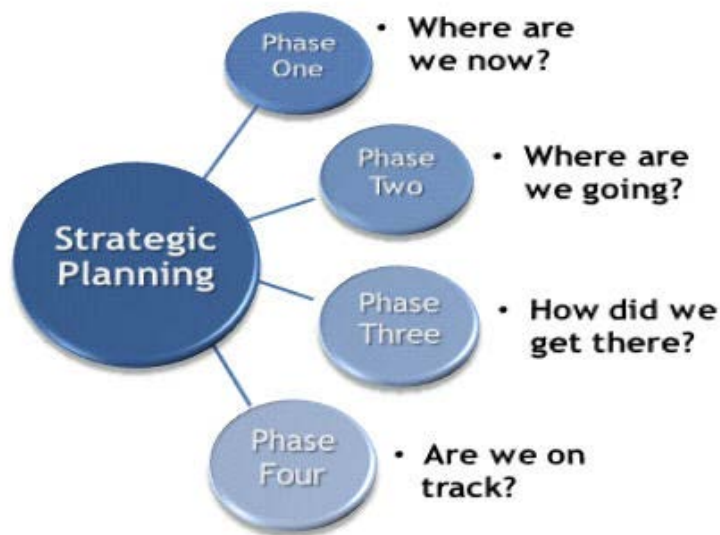 Phase
One
• Where are
we now?
Phase
Two
• Where are
we going?
Strategic
Planning
Phase
Three
• How did we
get there?
Phase
Four
• Are we on
track?